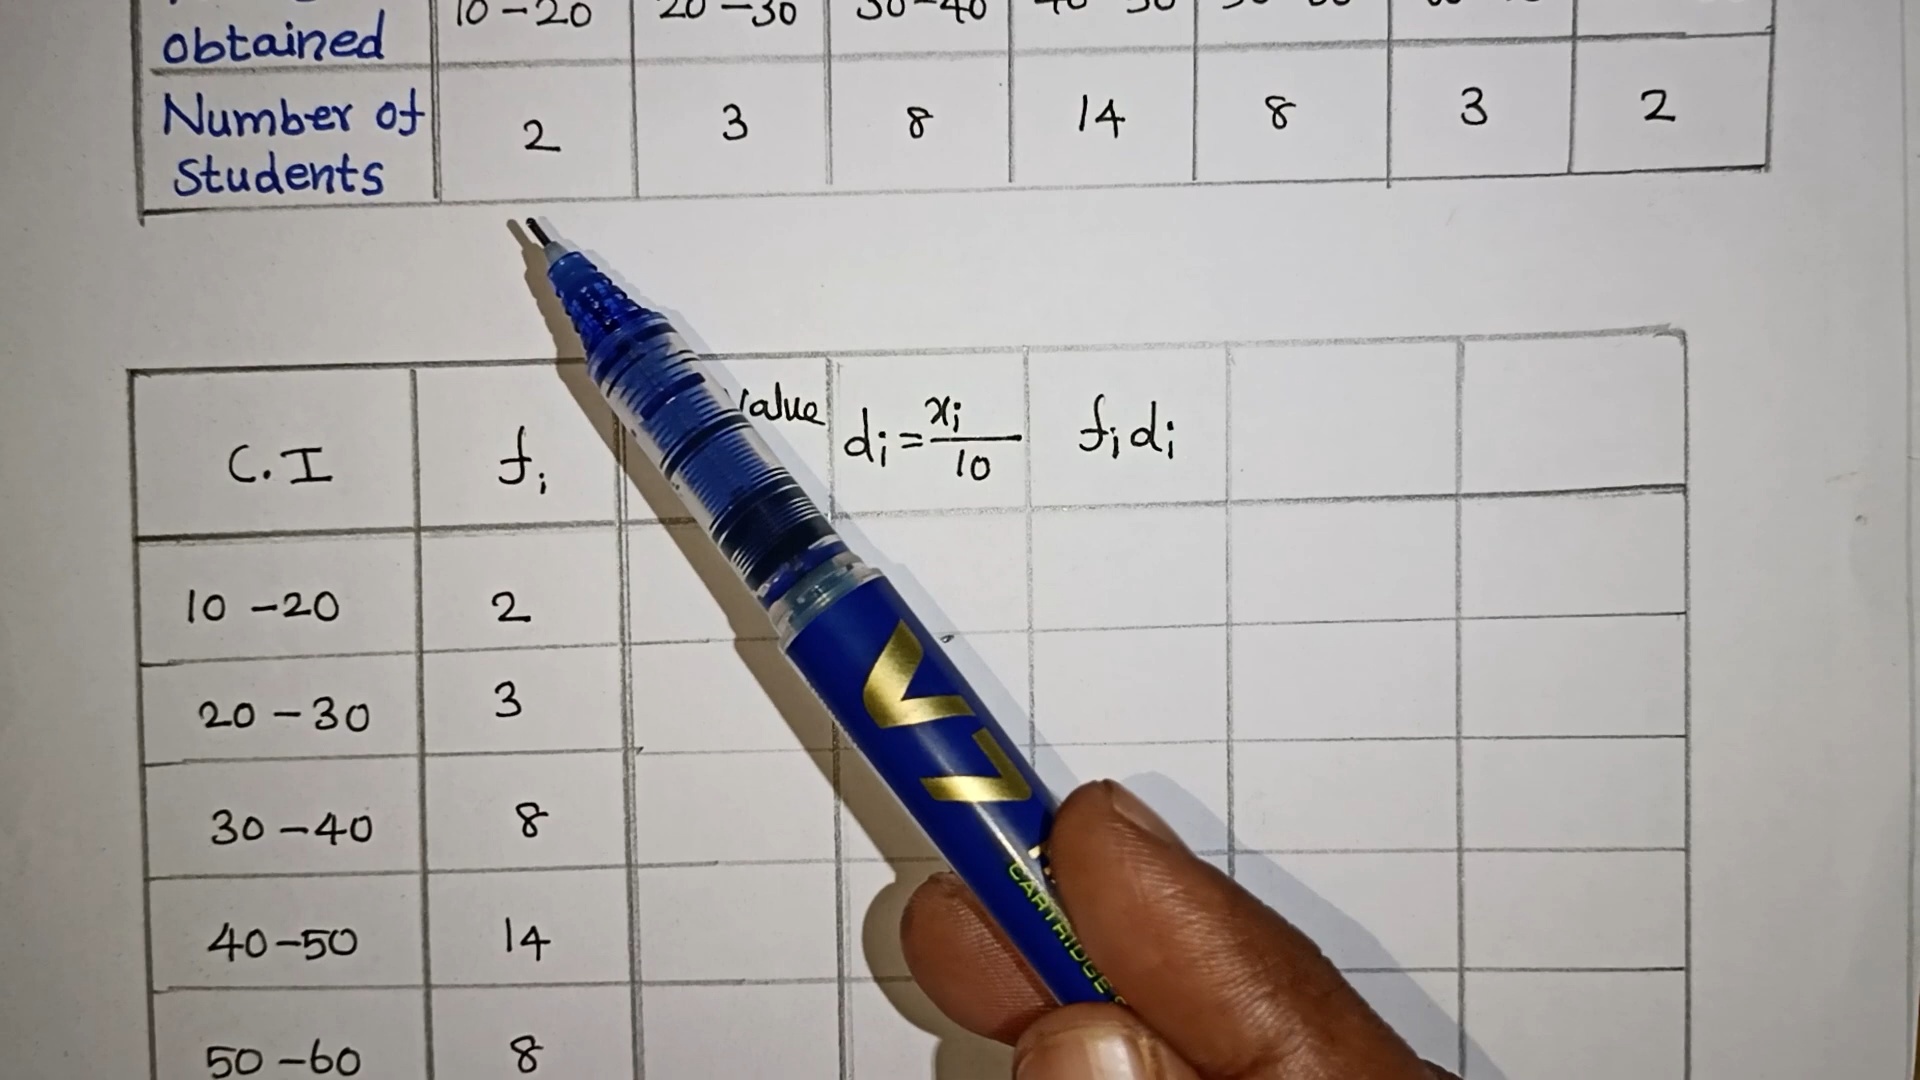 obtained 10-20 20-30 30-40
Number of
Students 2 3 8 14 8 3 2
C.I fi value di = xi/10 fidi
10-20 2
20-30 3
30-40 8
40-50 14
50-60 8
V7
CARTRIDGE